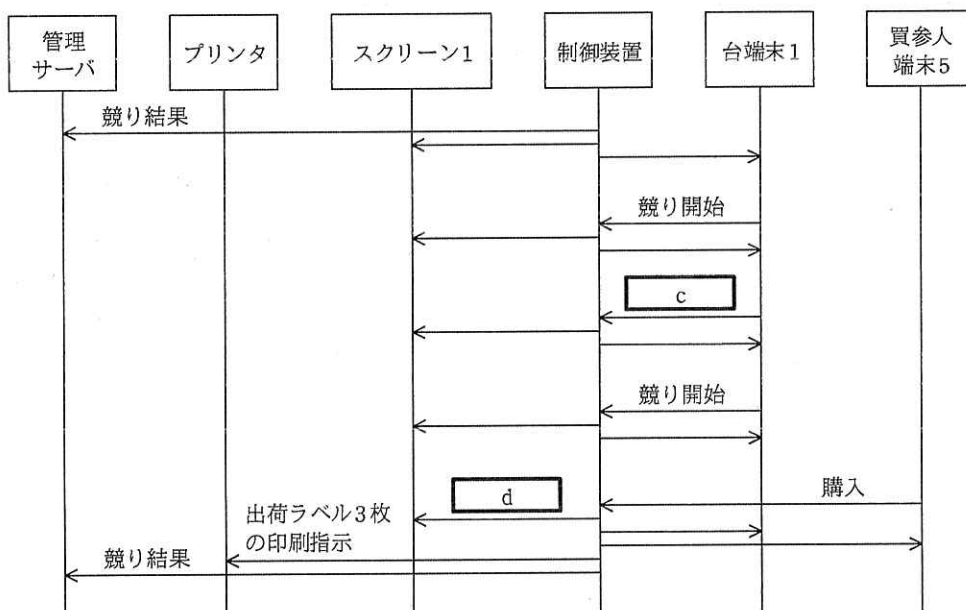 管理
サーバ
プリンタ
スクリーン1
制御装置
台端末1
買参人
端末5
競り結果
競り開始
c
競り開始
d
購入
出荷ラベル3枚
の印刷指示
競り結果